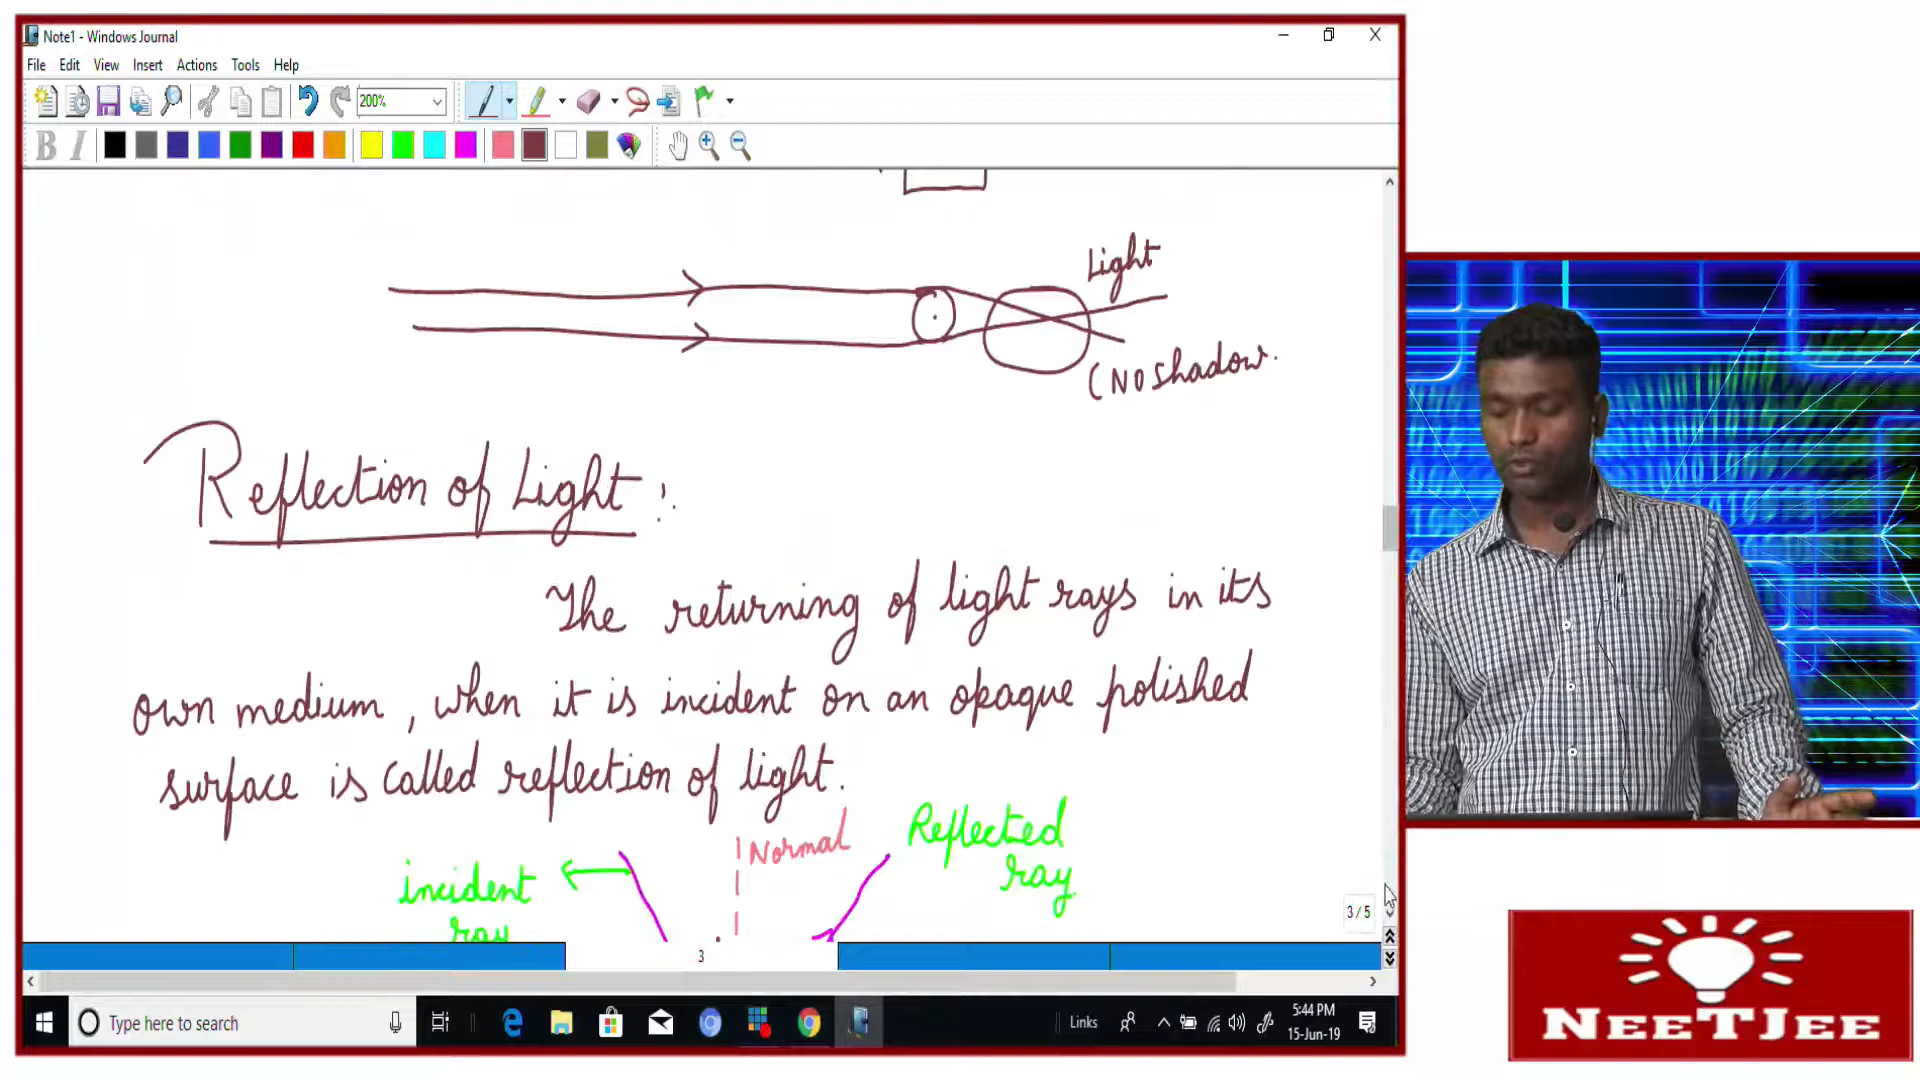 Note1 - Windows Journal
File Edit View Insert Actions Tools Help
200%
B I
Light
(No shadow.
Reflection of Light :
The returning of light rays in its
own medium, when it is incident on an opaque polished
surface is called reflection of light.
Normal
Reflected
ray
incident
ray
3 / 5
3
Type here to search
Links
5:44 PM
15-Jun-19
NEETJEE